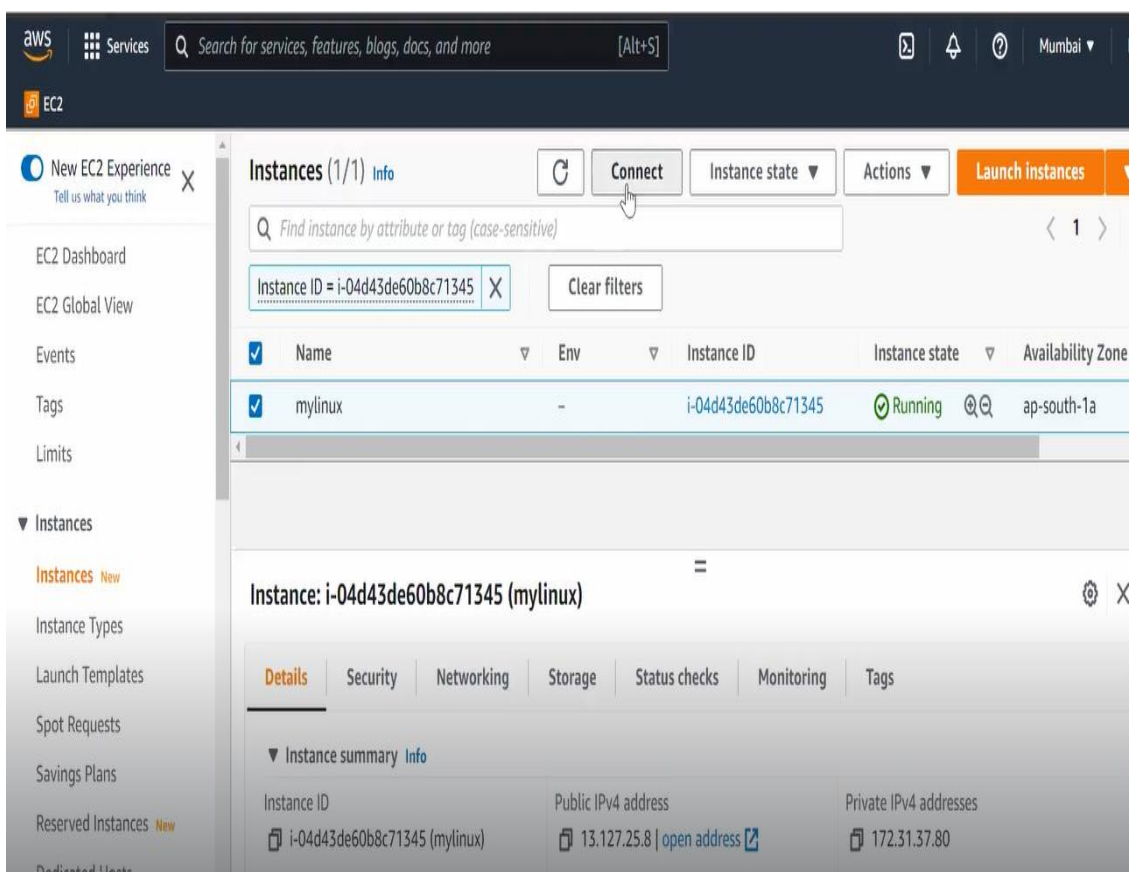 aws
Services
Search for services, features, blogs, docs, and more
[Alt+S]
Mumbai ▼
EC2
New EC2 Experience
Tell us what you think
EC2 Dashboard
EC2 Global View
Events
Tags
Limits
▼ Instances
Instances New
Instance Types
Launch Templates
Spot Requests
Savings Plans
Reserved Instances New
Dedicated Hosts
Instances (1/1) Info
Connect
Instance state ▼
Actions ▼
Launch instances
Find instance by attribute or tag (case-sensitive)
1
Instance ID = i-04d43de60b8c71345
Clear filters
Name Env Instance ID Instance state Availability Zone
mylinux – i-04d43de60b8c71345 Running ap-south-1a
Instance: i-04d43de60b8c71345 (mylinux)
Details Security Networking Storage Status checks Monitoring Tags
▼ Instance summary Info
Instance ID Public IPv4 address Private IPv4 addresses
i-04d43de60b8c71345 (mylinux) 13.127.25.8 | open address 172.31.37.80